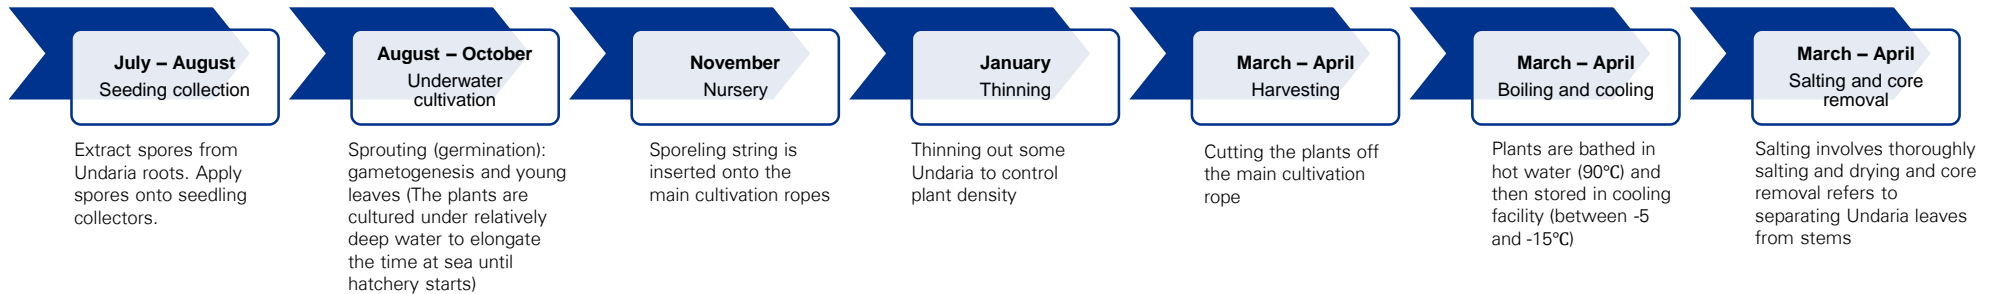 July – August
Seeding collection
Extract spores from
Undaria roots. Apply
spores onto seedling
collectors.
August – October
Underwater
cultivation
Sprouting (germination):
gametogenesis and young
leaves (The plants are
cultured under relatively
deep water to elongate
the time at sea until
hatchery starts)
November
Nursery
Sporeling string is
inserted onto the
main cultivation ropes
January
Thinning
Thinning out some
Undaria to control
plant density
March – April
Harvesting
Cutting the plants off
the main cultivation
rope
March – April
Boiling and cooling
Plants are bathed in
hot water (90℃) and
then stored in cooling
facility (between -5
and -15℃)
March – April
Salting and core
removal
Salting involves thoroughly
salting and drying and core
removal refers to
separating Undaria leaves
from stems